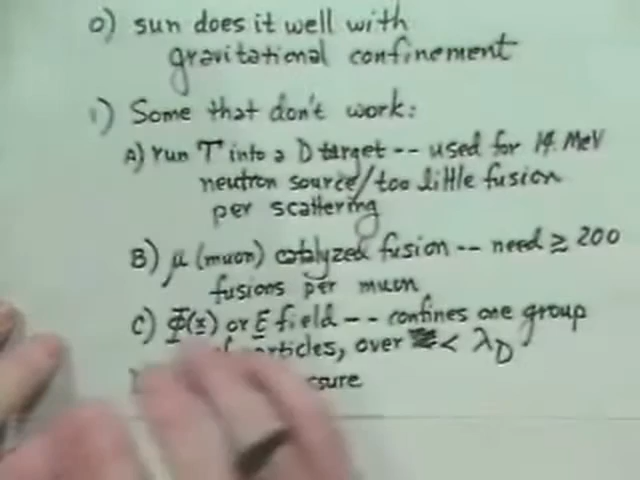 0) sun does it well with
gravitational confinement
1) Some that don't work:
A) run T into a D target -- used for 14 MeV
neutron source/too little fusion
per scattering
B) μ (muon) catalyzed fusion -- need ≥ 200
fusions per muon
C) Φ(x) or E field -- confines one group
particles, over < λD